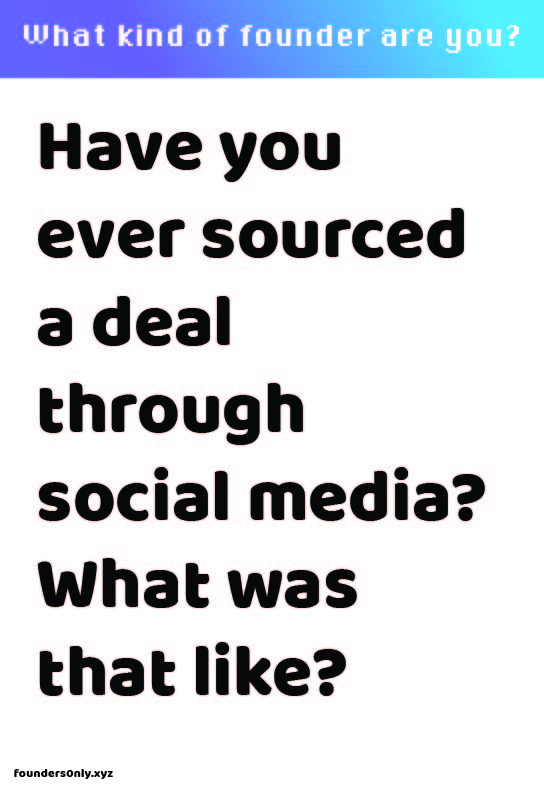 What kind of founder are you?
Have you
ever sourced
a deal
through
social media?
What was
that like?
founders0nly.xyz